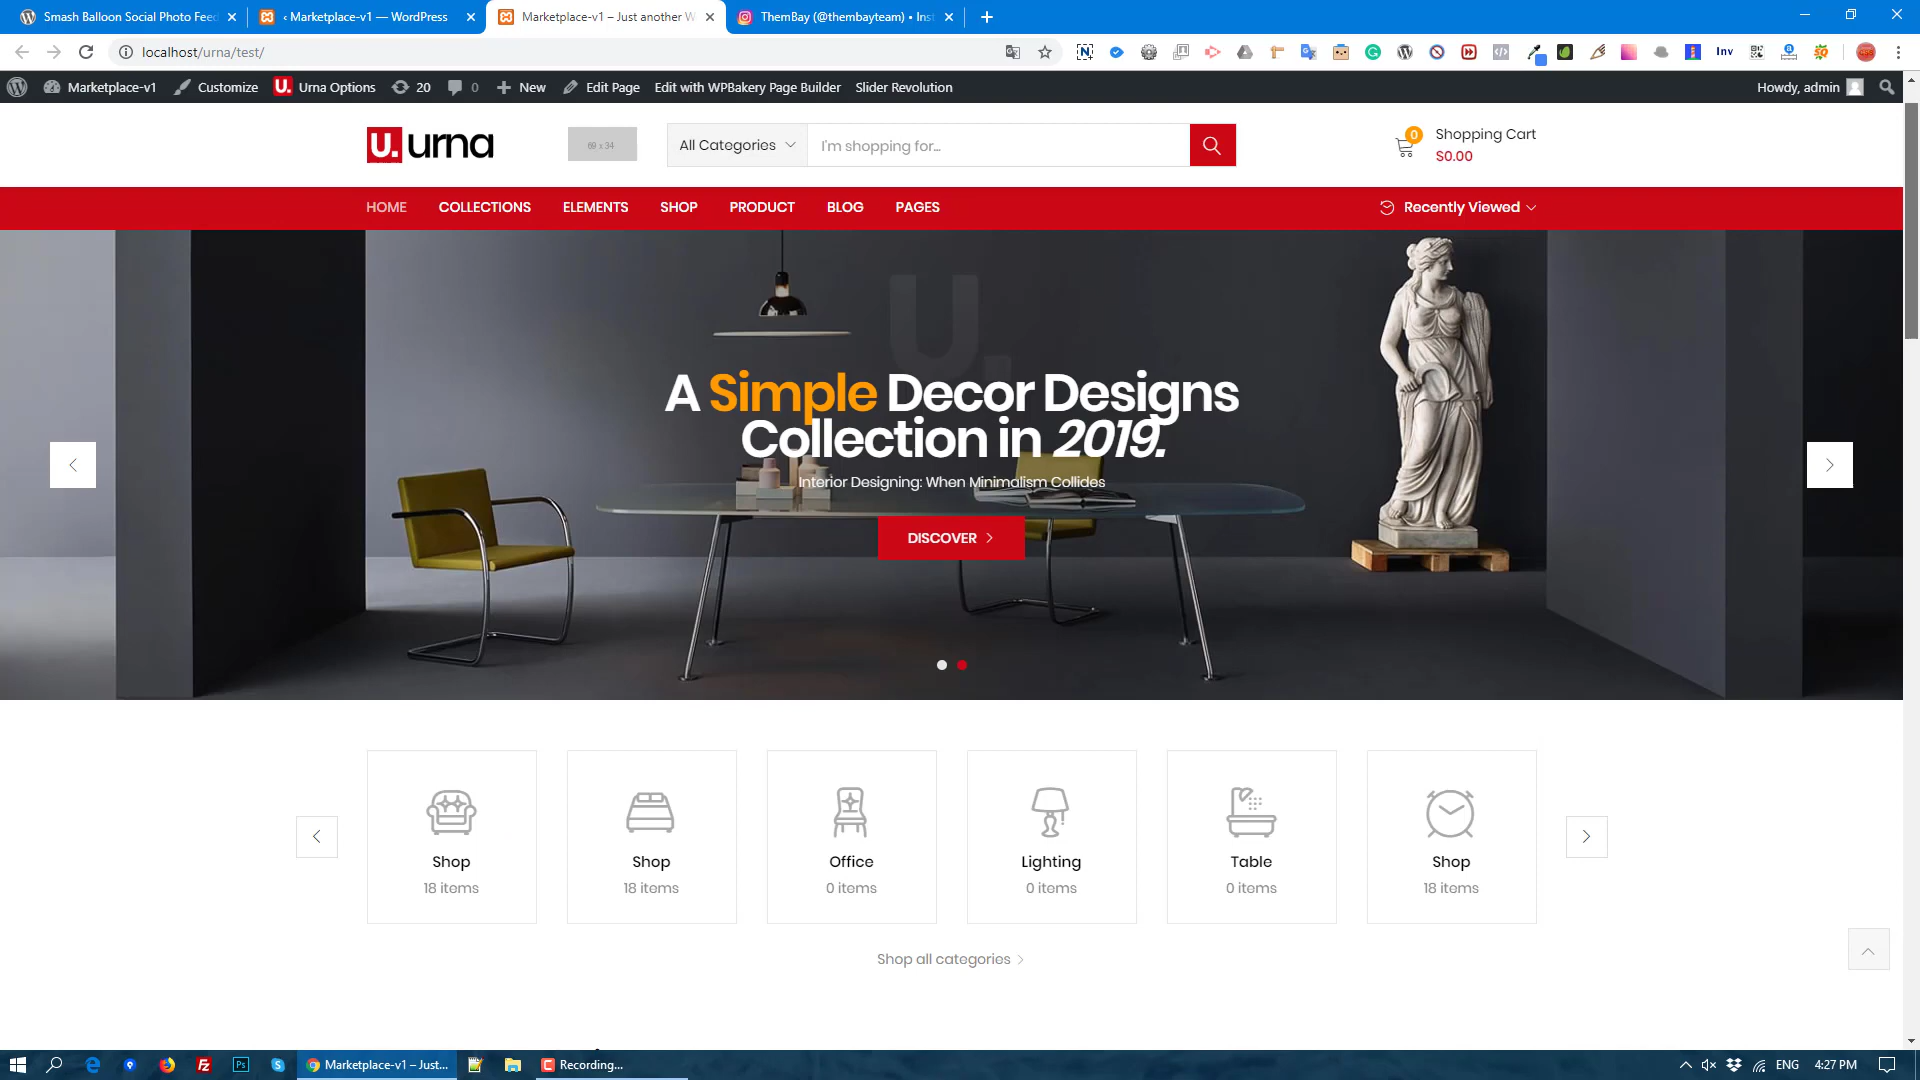 Smash Balloon Social Photo Feed
‹ Marketplace-v1 — WordPress
Marketplace-v1 – Just another W
ThemBay (@thembayteam) • Inst
localhost/urna/test/
Inv
Marketplace-v1
Customize
U.
Urna Options
20
0
New
Edit Page
Edit with WPBakery Page Builder
Slider Revolution
Howdy, admin
U. urna
69 x 34
All Categories
I'm shopping for...
0
Shopping Cart
$0.00
HOME
COLLECTIONS
ELEMENTS
SHOP
PRODUCT
BLOG
PAGES
Recently Viewed
U.
A Simple Decor Designs
Collection in 2019.
Interior Designing: When Minimalism Collides
DISCOVER
Shop
18 items
Shop
18 items
Office
0 items
Lighting
0 items
Table
0 items
Shop
18 items
Shop all categories
Marketplace-v1 – Just...
Recording...
ENG
4:27 PM